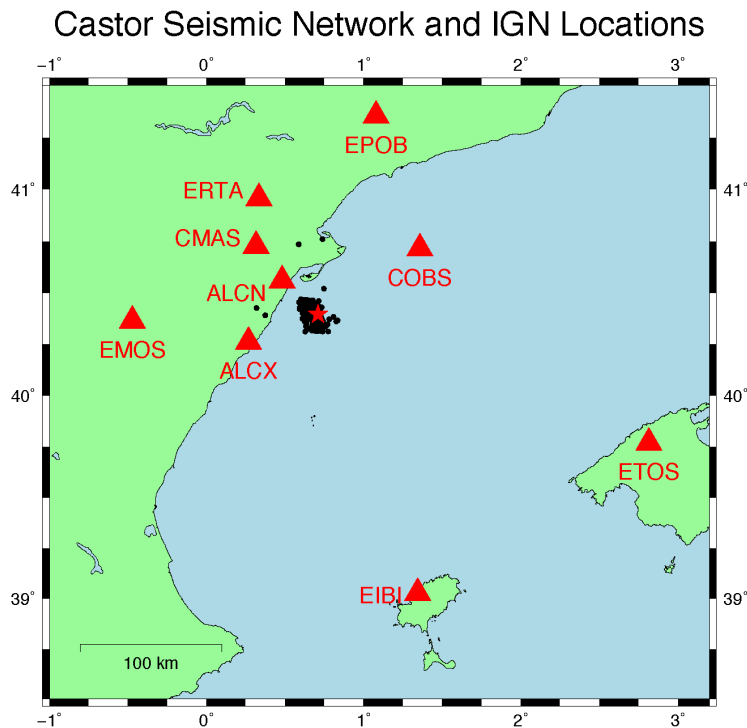 Castor Seismic Network and IGN Locations
−1° 0° 1° 2° 3°
EPOB
41° ERTA 41°
CMAS
COBS
ALCN
EMOS
ALCX
40° 40°
ETOS
39° EIBI 39°
100 km
−1° 0° 1° 2° 3°